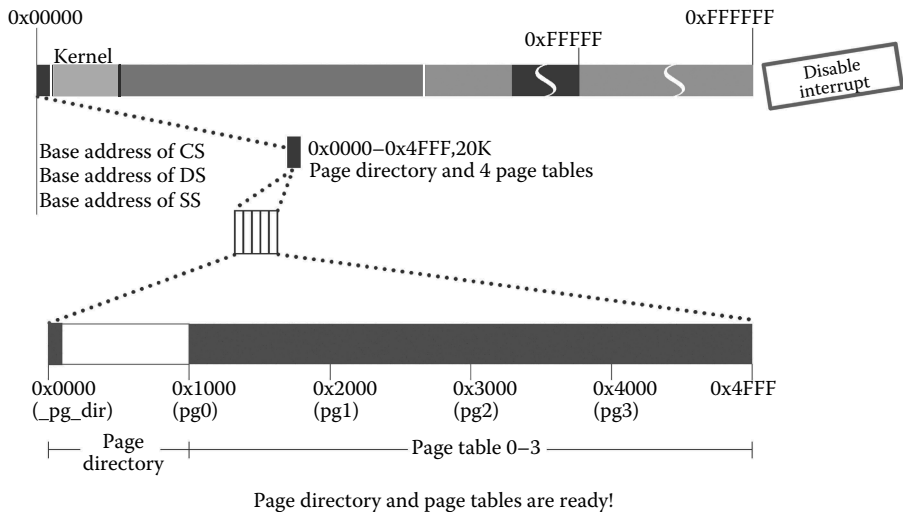 0x00000
0xFFFFFF
0xFFFFF
Kernel
Disable
interrupt
0x0000–0x4FFF,20K
Page directory and 4 page tables
Base address of CS
Base address of DS
Base address of SS
0x0000
(_pg_dir)
0x1000
(pg0)
0x2000
(pg1)
0x3000
(pg2)
0x4000
(pg3)
0x4FFF
Page
directory
Page table 0–3
Page directory and page tables are ready!